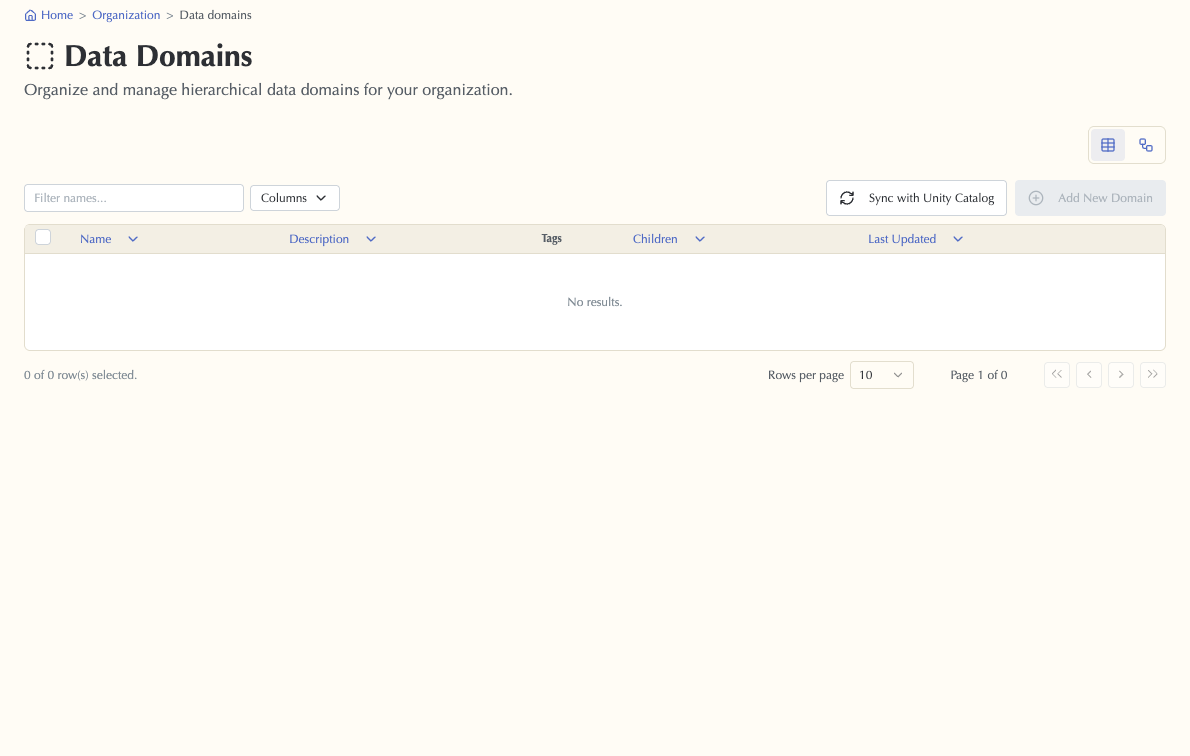 Home > Organization > Data domains
Data Domains
Organize and manage hierarchical data domains for your organization.
Filter names... Columns Sync with Unity Catalog Add New Domain
Name Description Tags Children Last Updated
No results.
0 of 0 row(s) selected. Rows per page 10 Page 1 of 0